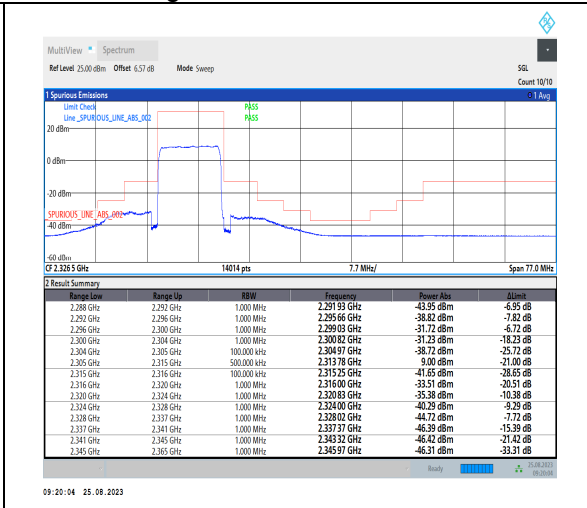 MultiView Spectrum
Ref Level 25.00 dBm Offset 6.57 dB Mode Sweep SGL
Count 10/10
1 Spurious Emissions 1 Avg
Limit Check PASS
Line _SPURIOUS_LINE_ABS_002 PASS
20 dBm
0 dBm
-20 dBm
SPURIOUS_LINE_ABS_002
-40 dBm
-60 dBm
CF 2.326 5 GHz 14014 pts 7.7 MHz/ Span 77.0 MHz
2 Result Summary
Range Low Range Up RBW Frequency Power Abs ΔLimit
2.288 GHz 2.292 GHz 1.000 MHz 2.291 93 GHz -43.95 dBm -6.95 dB
2.292 GHz 2.296 GHz 1.000 MHz 2.295 66 GHz -38.82 dBm -7.82 dB
2.296 GHz 2.300 GHz 1.000 MHz 2.299 03 GHz -31.72 dBm -6.72 dB
2.300 GHz 2.304 GHz 1.000 MHz 2.300 82 GHz -31.23 dBm -18.23 dB
2.304 GHz 2.305 GHz 100.000 kHz 2.304 97 GHz -38.72 dBm -25.72 dB
2.305 GHz 2.315 GHz 500.000 kHz 2.313 78 GHz 9.00 dBm -21.00 dB
2.315 GHz 2.316 GHz 100.000 kHz 2.315 25 GHz -41.65 dBm -28.65 dB
2.316 GHz 2.320 GHz 1.000 MHz 2.316 00 GHz -33.51 dBm -20.51 dB
2.320 GHz 2.324 GHz 1.000 MHz 2.320 83 GHz -35.38 dBm -10.38 dB
2.324 GHz 2.328 GHz 1.000 MHz 2.324 00 GHz -40.29 dBm -9.29 dB
2.328 GHz 2.337 GHz 1.000 MHz 2.328 02 GHz -44.72 dBm -7.72 dB
2.337 GHz 2.341 GHz 1.000 MHz 2.337 37 GHz -46.39 dBm -15.39 dB
2.341 GHz 2.345 GHz 1.000 MHz 2.343 32 GHz -46.42 dBm -21.42 dB
2.345 GHz 2.365 GHz 1.000 MHz 2.345 97 GHz -46.31 dBm -33.31 dB
Ready 25.08.2023
09:20:04
09:20:04 25.08.2023